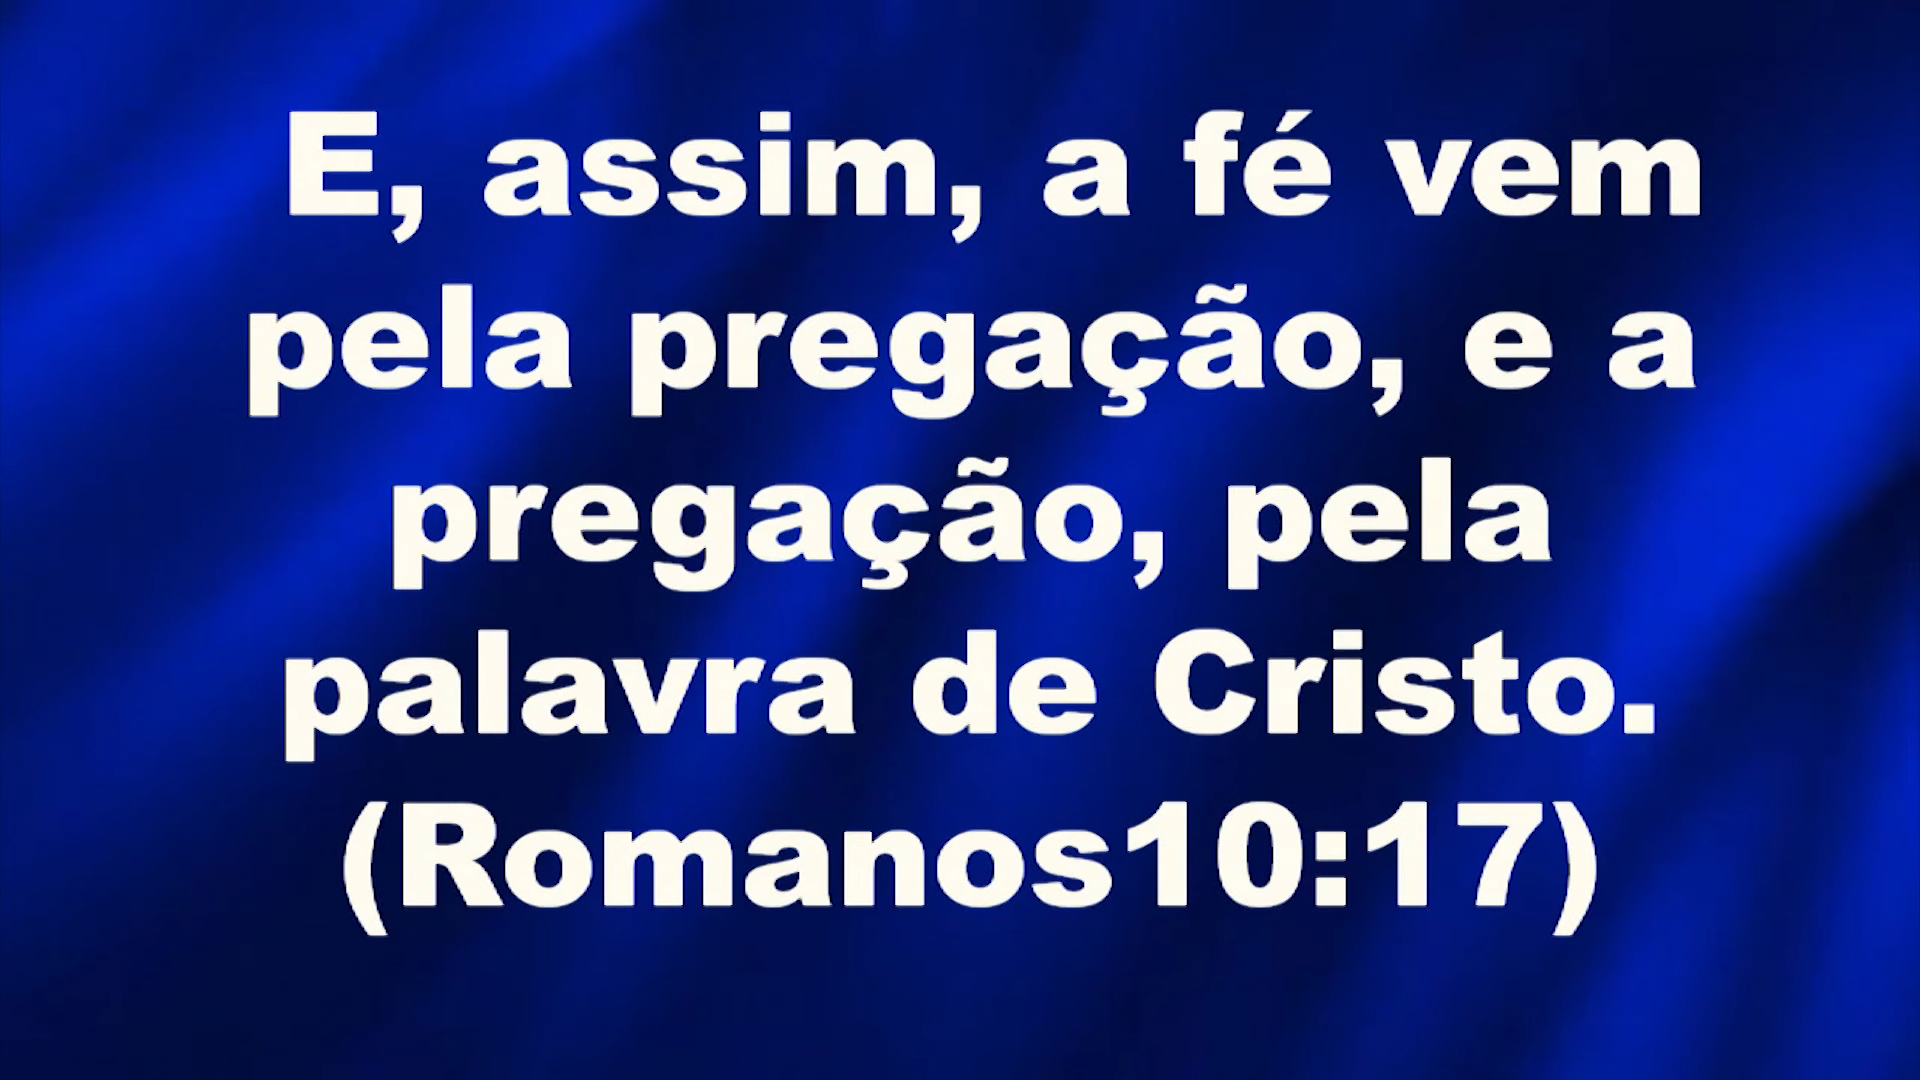 E, assim, a fé vem
pela pregação, e a
pregação, pela
palavra de Cristo.
(Romanos10:17)